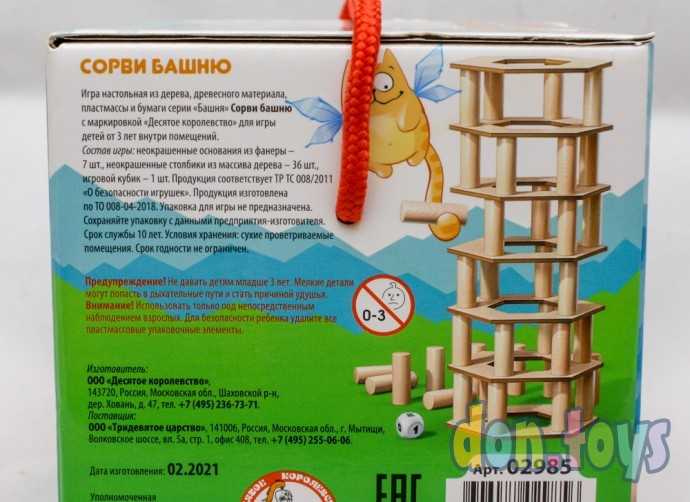 СОРВИ БАШНЮ
Игра настольная из дерева, древесного материала,
пластмассы и бумаги серии «Башня» Сорви башню
с маркировкой «Десятое королевство» для игры
детей от 3 лет внутри помещений.
Состав игры: неокрашенные основания из фанеры –
7 шт., неокрашенные столбики из массива дерева – 36 шт.,
игровой кубик – 1 шт. Продукция соответствует ТР ТС 008/2011
«О безопасности игрушек». Продукция изготовлена
по ТО 008-04-2018. Упаковка для игры не предназначена.
Сохраняйте упаковку с данными предприятия-изготовителя.
Срок службы 10 лет. Условия хранения: сухие проветриваемые
помещения. Срок годности не ограничен.
Предупреждение! Не давать детям младше 3 лет. Мелкие детали
могут попасть в дыхательные пути и стать причиной удушья.
Внимание! Использовать только под непосредственным
наблюдением взрослых. Для безопасности ребенка удалите все
пластмассовые упаковочные элементы.
0-3
Изготовитель:
ООО «Десятое королевство»,
143720, Россия, Московская обл., Шаховской р-н,
дер. Ховань, д. 47, тел. +7 (495) 236-73-71.
Поставщик:
ООО «Тридевятое царство», 141006, Россия, Московская обл., г. Мытищи,
Волковское шоссе, вл. 5а, стр. 1, офис 408, тел. +7 (495) 255-06-06.
1
don-toys
Дата изготовления 02.2021
Арт. 02985
Уполномоченная
КОРОЛЕВС
ЕАС